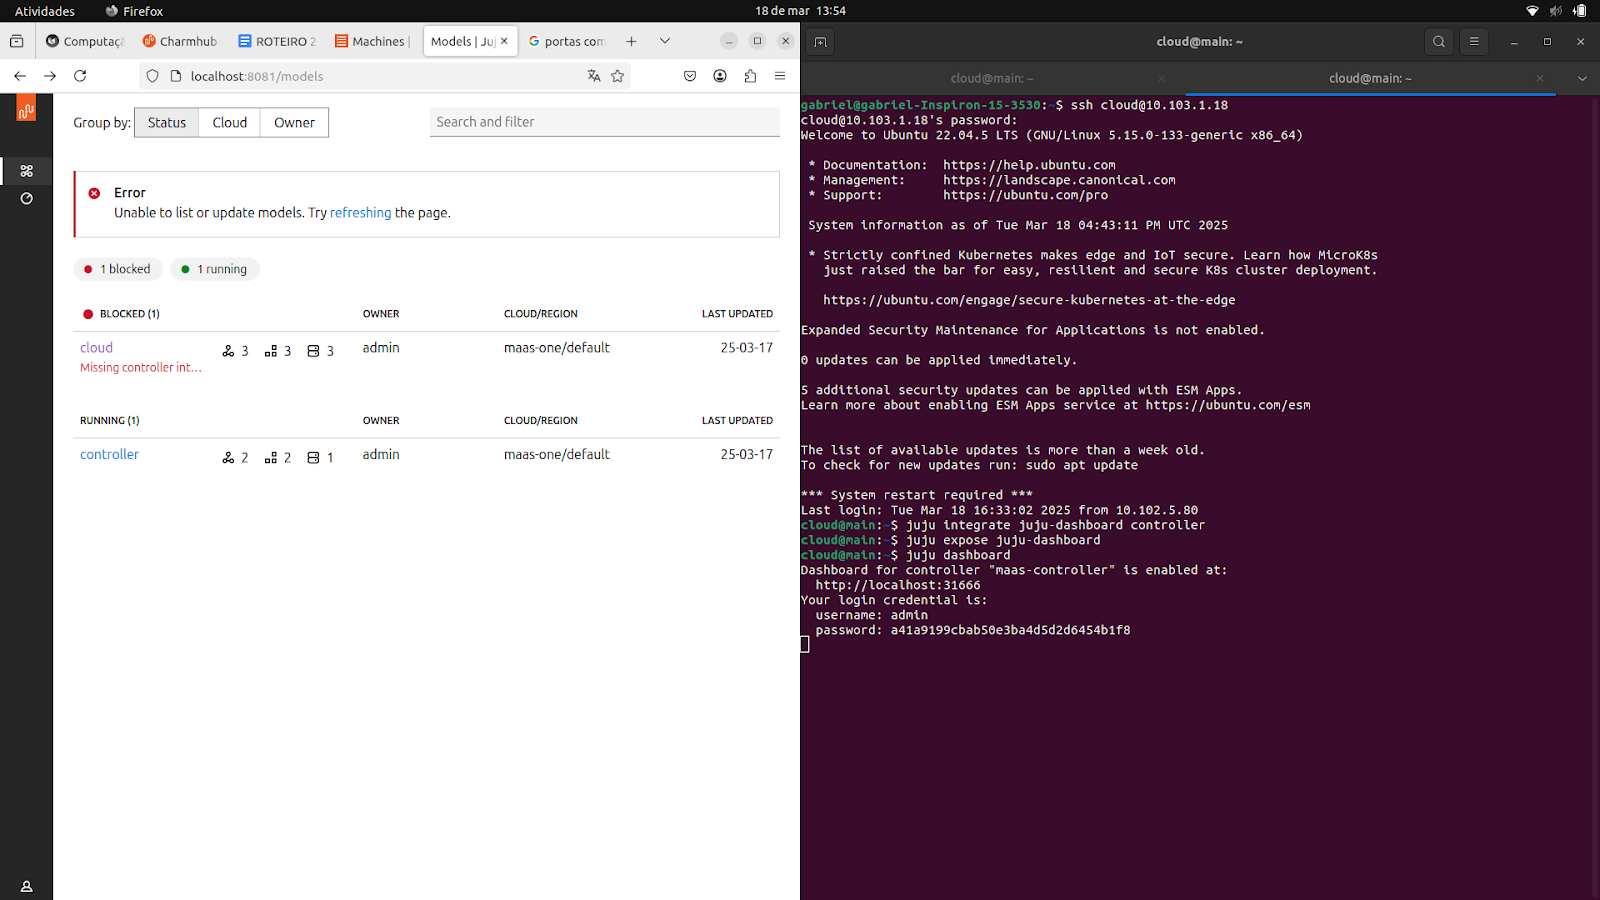 Atividades
Firefox
18 de mar 13:54
Computaçã
Charmhub
ROTEIRO 2
Machines |
Models | Ju
portas com
localhost:8081/models
Group by:
Status
Cloud
Owner
Search and filter
Error
Unable to list or update models. Try refreshing the page.
1 blocked
1 running
BLOCKED (1) OWNER CLOUD/REGION LAST UPDATED
cloud 3 3 3 admin maas-one/default 25-03-17
Missing controller int...
RUNNING (1) OWNER CLOUD/REGION LAST UPDATED
controller 2 2 1 admin maas-one/default 25-03-17
cloud@main: ~
cloud@main: ~
cloud@main: ~
gabriel@gabriel-Inspiron-15-3530:~$ ssh cloud@10.103.1.18
cloud@10.103.1.18's password:
Welcome to Ubuntu 22.04.5 LTS (GNU/Linux 5.15.0-133-generic x86_64)
* Documentation: https://help.ubuntu.com
* Management: https://landscape.canonical.com
* Support: https://ubuntu.com/pro
System information as of Tue Mar 18 04:43:11 PM UTC 2025
* Strictly confined Kubernetes makes edge and IoT secure. Learn how MicroK8s
just raised the bar for easy, resilient and secure K8s cluster deployment.
https://ubuntu.com/engage/secure-kubernetes-at-the-edge
Expanded Security Maintenance for Applications is not enabled.
0 updates can be applied immediately.
5 additional security updates can be applied with ESM Apps.
Learn more about enabling ESM Apps service at https://ubuntu.com/esm
The list of available updates is more than a week old.
To check for new updates run: sudo apt update
*** System restart required ***
Last login: Tue Mar 18 16:33:02 2025 from 10.102.5.80
cloud@main:~$ juju integrate juju-dashboard controller
cloud@main:~$ juju expose juju-dashboard
cloud@main:~$ juju dashboard
Dashboard for controller "maas-controller" is enabled at:
http://localhost:31666
Your login credential is:
username: admin
password: a41a9199cbab50e3ba4d5d2d6454b1f8